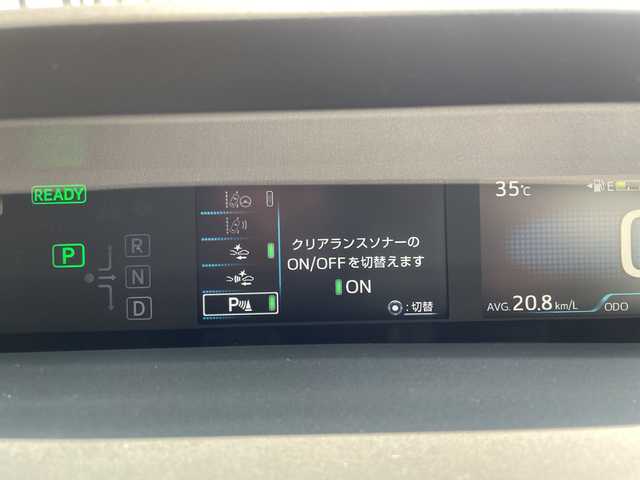 READY
P
R
N
D
P
クリアランスソナーの
ON/OFFを切替えます
ON
:切替
35℃
E
AVG. 20.8 km/L
ODO